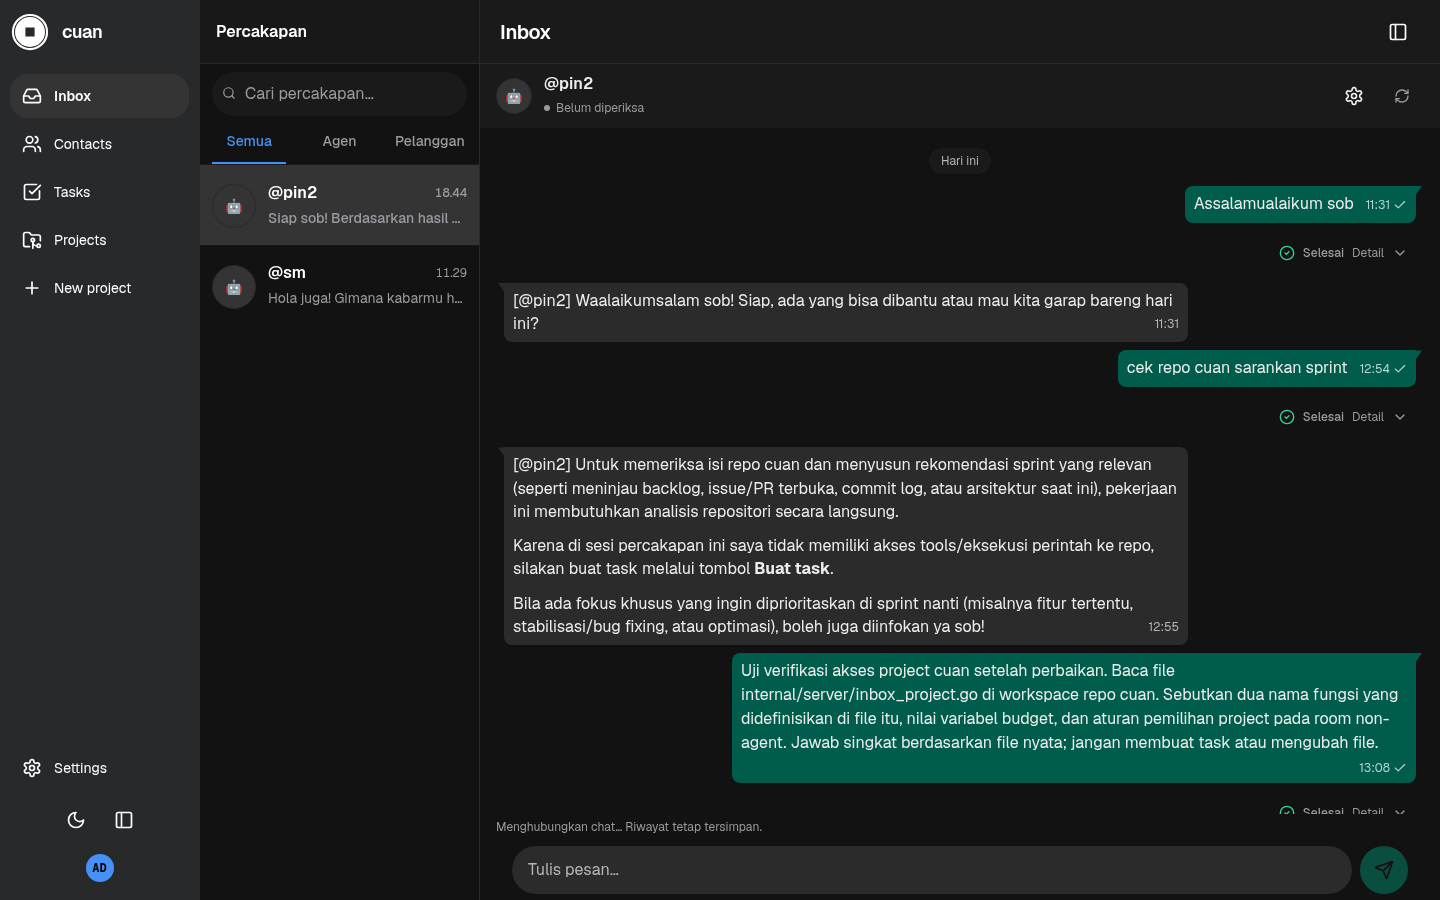 cuan
Inbox
Contacts
Tasks
Projects
New project
Settings
AD
Percakapan
Cari percakapan...
Semua
Agen
Pelanggan
@pin2
18.44
Siap sob! Berdasarkan hasil ...
@sm
11.29
Hola juga! Gimana kabarmu h...
Inbox
@pin2
Belum diperiksa
Hari ini
Assalamualaikum sob 11:31
Selesai Detail
[@pin2] Waalaikumsalam sob! Siap, ada yang bisa dibantu atau mau kita garap bareng hari
ini?
11:31
cek repo cuan sarankan sprint 12:54
Selesai Detail
[@pin2] Untuk memeriksa isi repo cuan dan menyusun rekomendasi sprint yang relevan
(seperti meninjau backlog, issue/PR terbuka, commit log, atau arsitektur saat ini), pekerjaan
ini membutuhkan analisis repositori secara langsung.
Karena di sesi percakapan ini saya tidak memiliki akses tools/eksekusi perintah ke repo,
silakan buat task melalui tombol Buat task.
Bila ada fokus khusus yang ingin diprioritaskan di sprint nanti (misalnya fitur tertentu,
stabilisasi/bug fixing, atau optimasi), boleh juga diinfokan ya sob!
12:55
Uji verifikasi akses project cuan setelah perbaikan. Baca file
internal/server/inbox_project.go di workspace repo cuan. Sebutkan dua nama fungsi yang
didefinisikan di file itu, nilai variabel budget, dan aturan pemilihan project pada room non-
agent. Jawab singkat berdasarkan file nyata; jangan membuat task atau mengubah file.
13:08
Selesai Detail
Menghubungkan chat... Riwayat tetap tersimpan.
Tulis pesan...